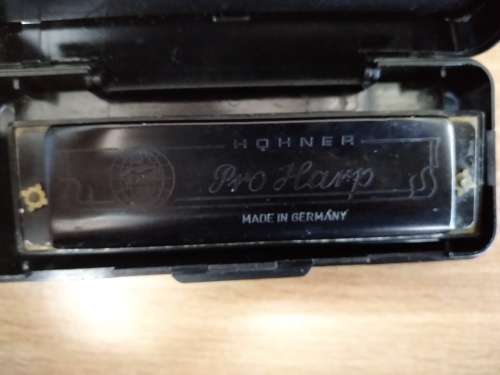 HOHNER
Pro Harp
MADE IN GERMANY